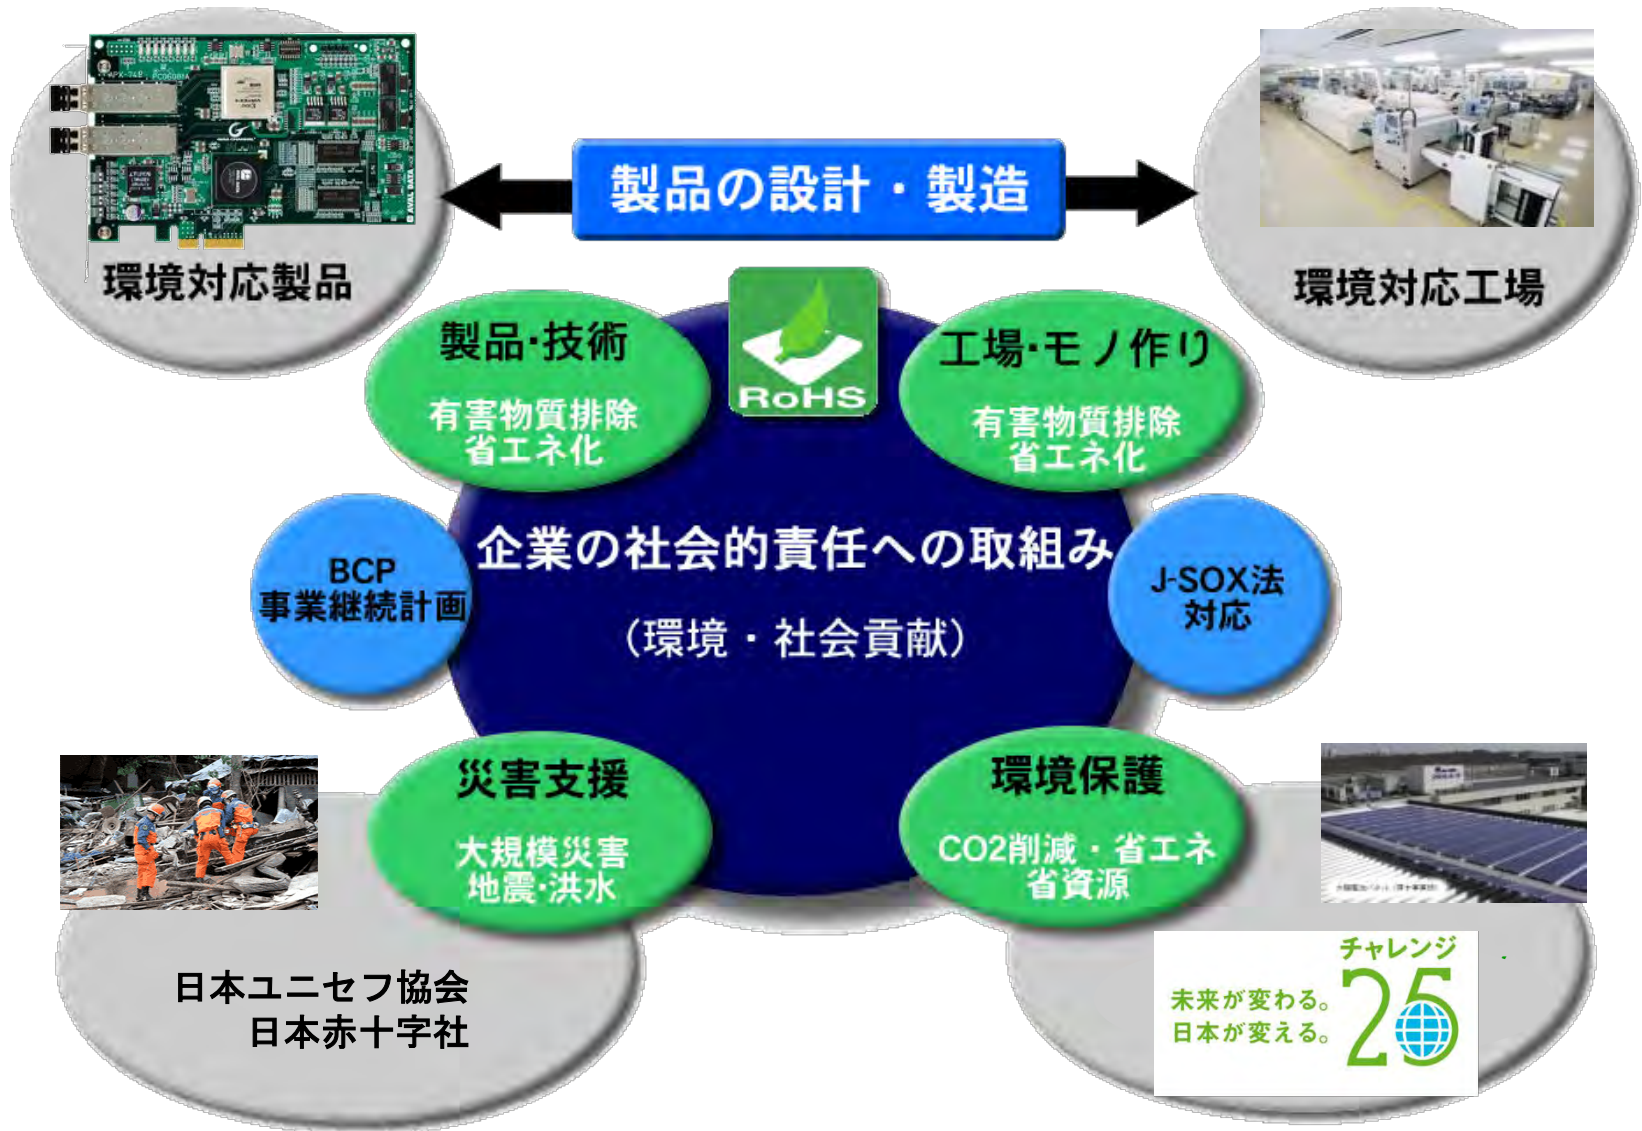 製品の設計・製造
AVAL DATA
環境対応製品
環境対応工場
製品･技術
有害物質排除
省エネ化
RoHS
工場･モノ作り
有害物質排除
省エネ化
企業の社会的責任への取組み
（環境・社会貢献）
BCP
事業継続計画
J-SOX法
対応
災害支援
大規模災害
地震･洪水
環境保護
CO2削減・省エネ
省資源
日本ユニセフ協会
日本赤十字社
チャレンジ
25
未来が変わる。
日本が変える。